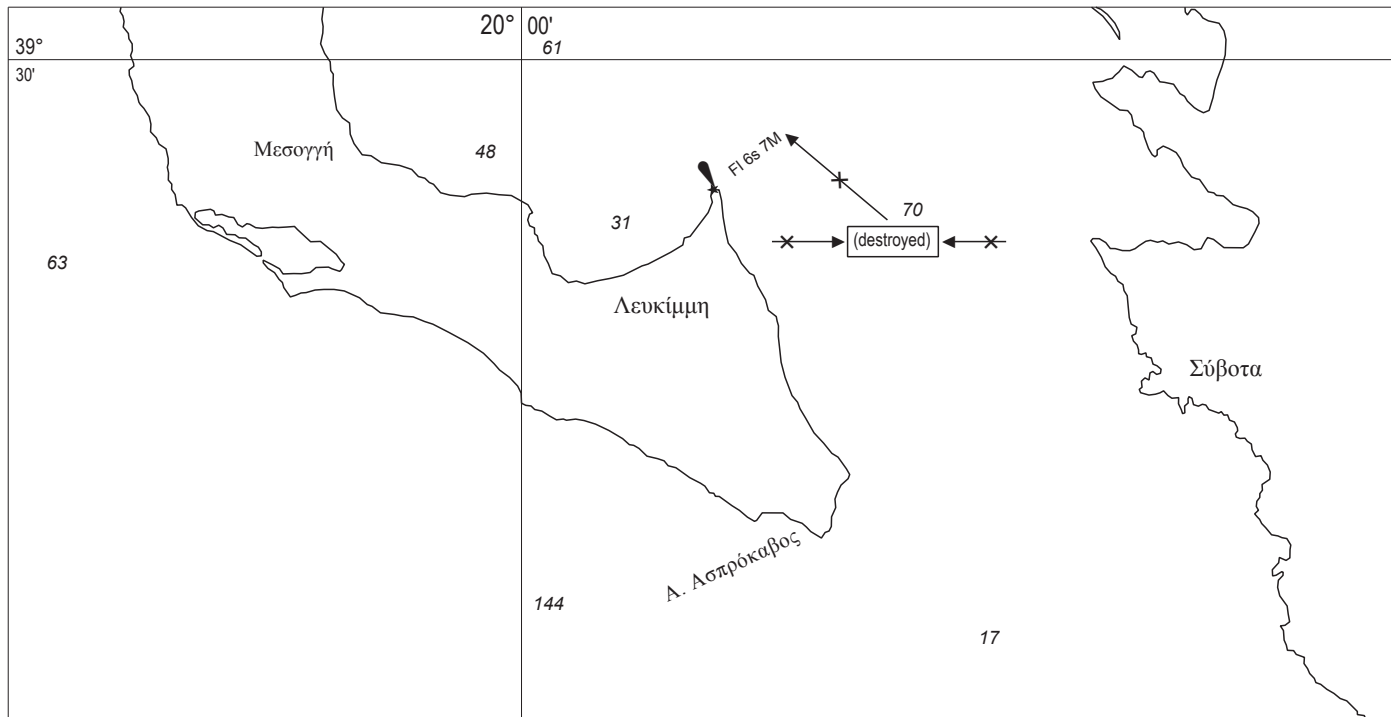 20° 00'
39°
61
30'
Fl 6s 7M
Μεσογγή
48
31
70
(destroyed)
63
Λευκίμμη
Σύβοτα
Α. Ασπρόκαβος
144
17